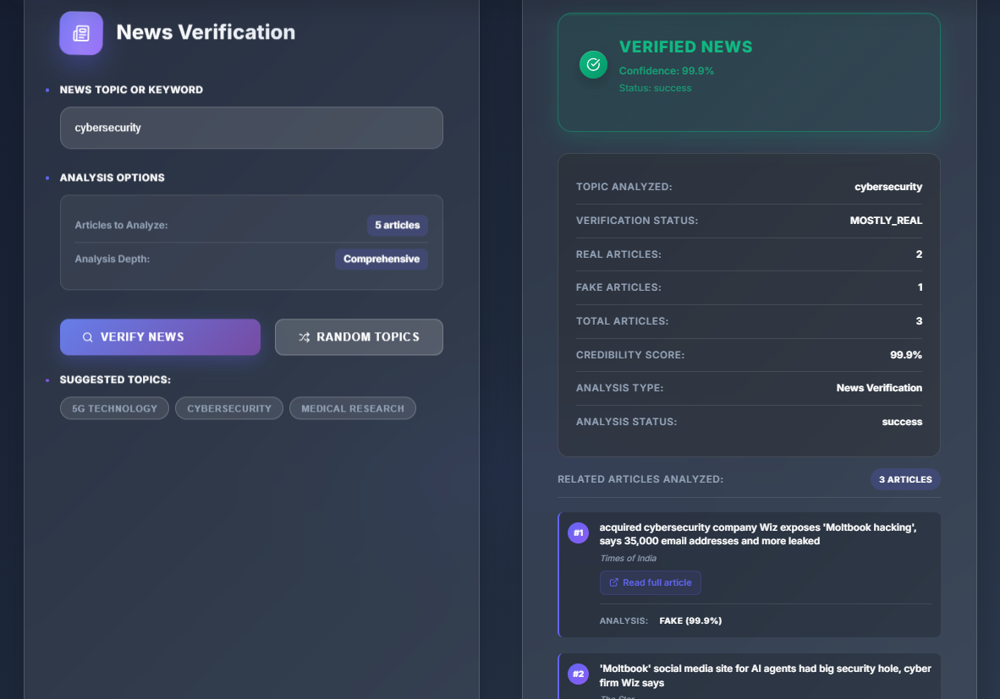 News Verification
NEWS TOPIC OR KEYWORD
cybersecurity
ANALYSIS OPTIONS
Articles to Analyze: 5 articles
Analysis Depth: Comprehensive
VERIFY NEWS
RANDOM TOPICS
SUGGESTED TOPICS:
5G TECHNOLOGY
CYBERSECURITY
MEDICAL RESEARCH
VERIFIED NEWS
Confidence: 99.9%
Status: success
TOPIC ANALYZED: cybersecurity
VERIFICATION STATUS: MOSTLY_REAL
REAL ARTICLES: 2
FAKE ARTICLES: 1
TOTAL ARTICLES: 3
CREDIBILITY SCORE: 99.9%
ANALYSIS TYPE: News Verification
ANALYSIS STATUS: success
RELATED ARTICLES ANALYZED: 3 ARTICLES
#1 acquired cybersecurity company Wiz exposes 'Moltbook hacking',
says 35,000 email addresses and more leaked
Times of India
Read full article
ANALYSIS: FAKE (99.9%)
#2 'Moltbook' social media site for AI agents had big security hole, cyber
firm Wiz says
The Star